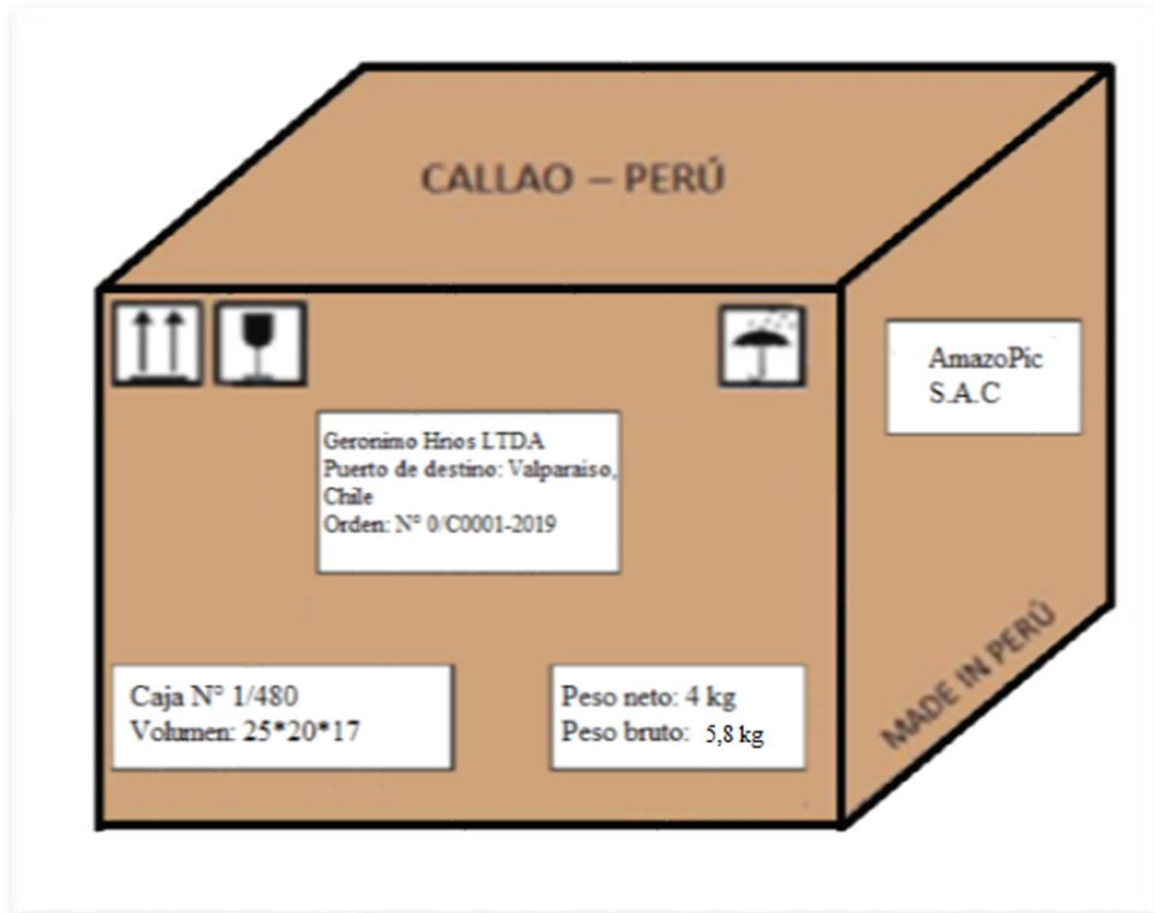 CALLAO – PERÚ
Geronimo Hnos LTDA
Puerto de destino: Valparaiso,
Chile
Orden: N° 0/C0001-2019
AmazoPic
S.A.C
Caja N° 1/480
Volumen: 25*20*17
Peso neto: 4 kg
Peso bruto: 5,8 kg
MADE IN PERÚ